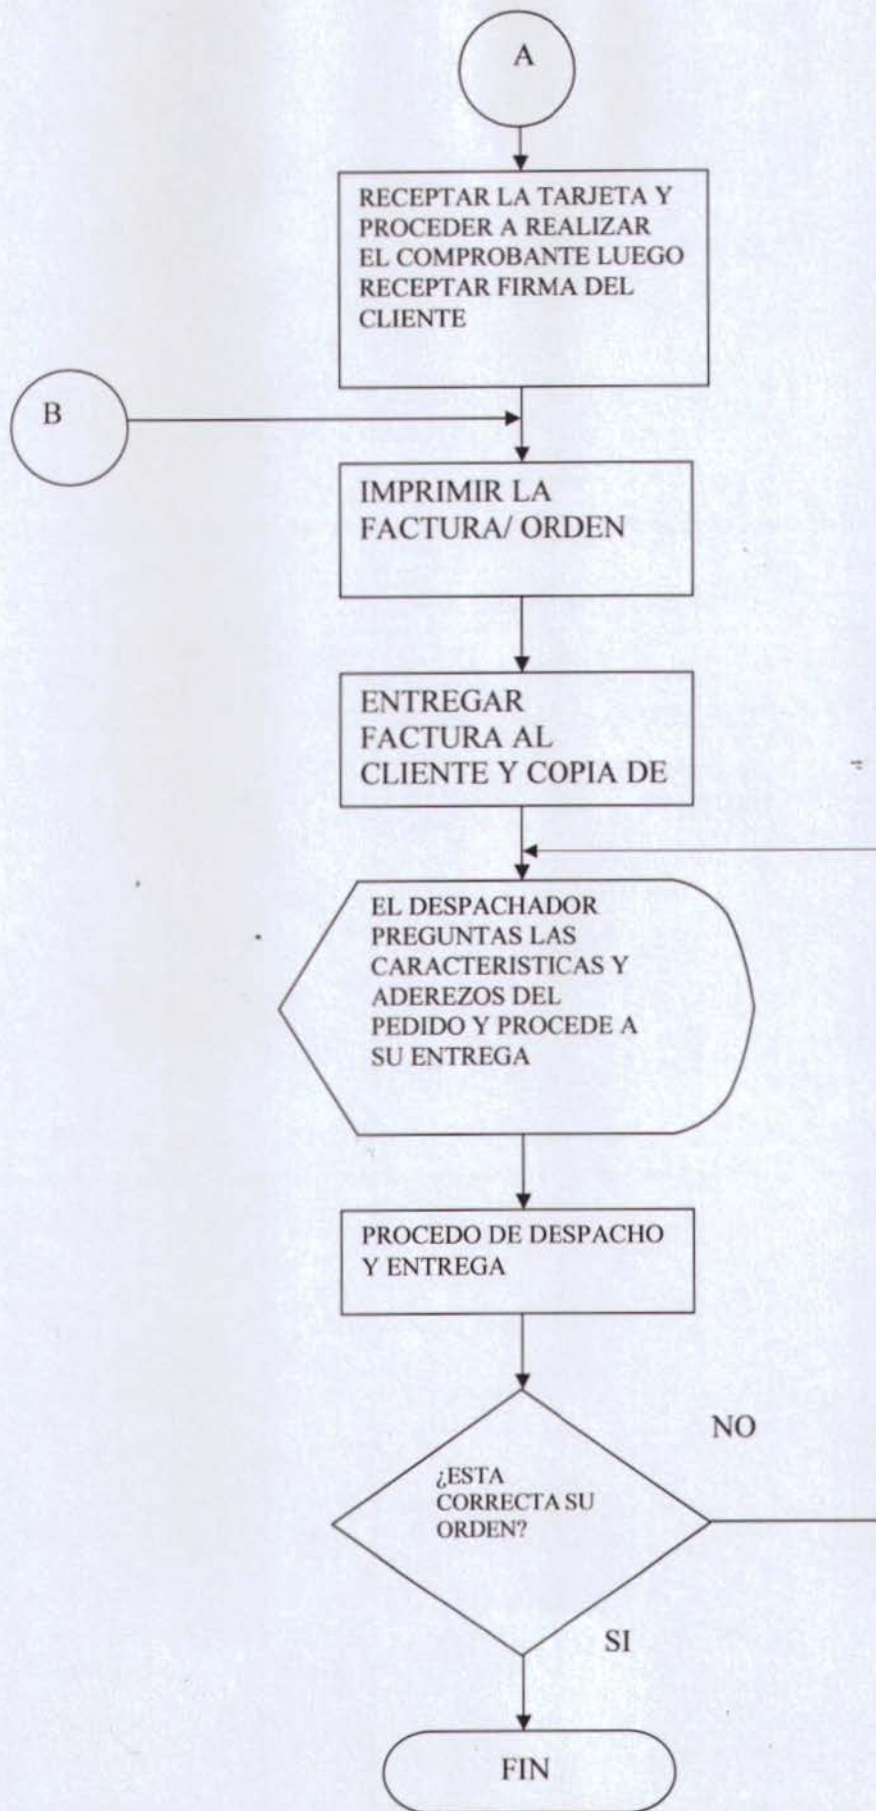 A
RECEPTAR LA TARJETA Y
PROCEDER A REALIZAR
EL COMPROBANTE LUEGO
RECEPTAR FIRMA DEL
CLIENTE
B
IMPRIMIR LA
FACTURA/ ORDEN
ENTREGAR
FACTURA AL
CLIENTE Y COPIA DE
EL DESPACHADOR
PREGUNTAS LAS
CARACTERISTICAS Y
ADEREZOS DEL
PEDIDO Y PROCEDE A
SU ENTREGA
PROCEDO DE DESPACHO
Y ENTREGA
NO
¿ESTA
CORRECTA SU
ORDEN?
SI
FIN